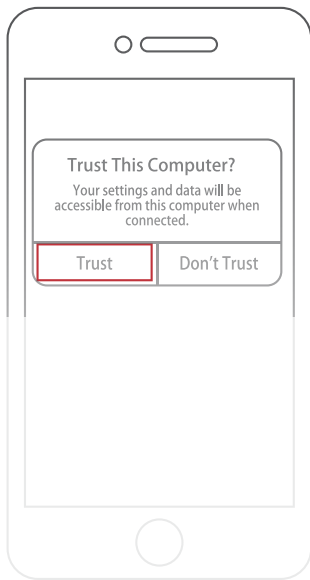 Trust This Computer?
Your settings and data will be
accessible from this computer when
connected.
Trust
Don't Trust